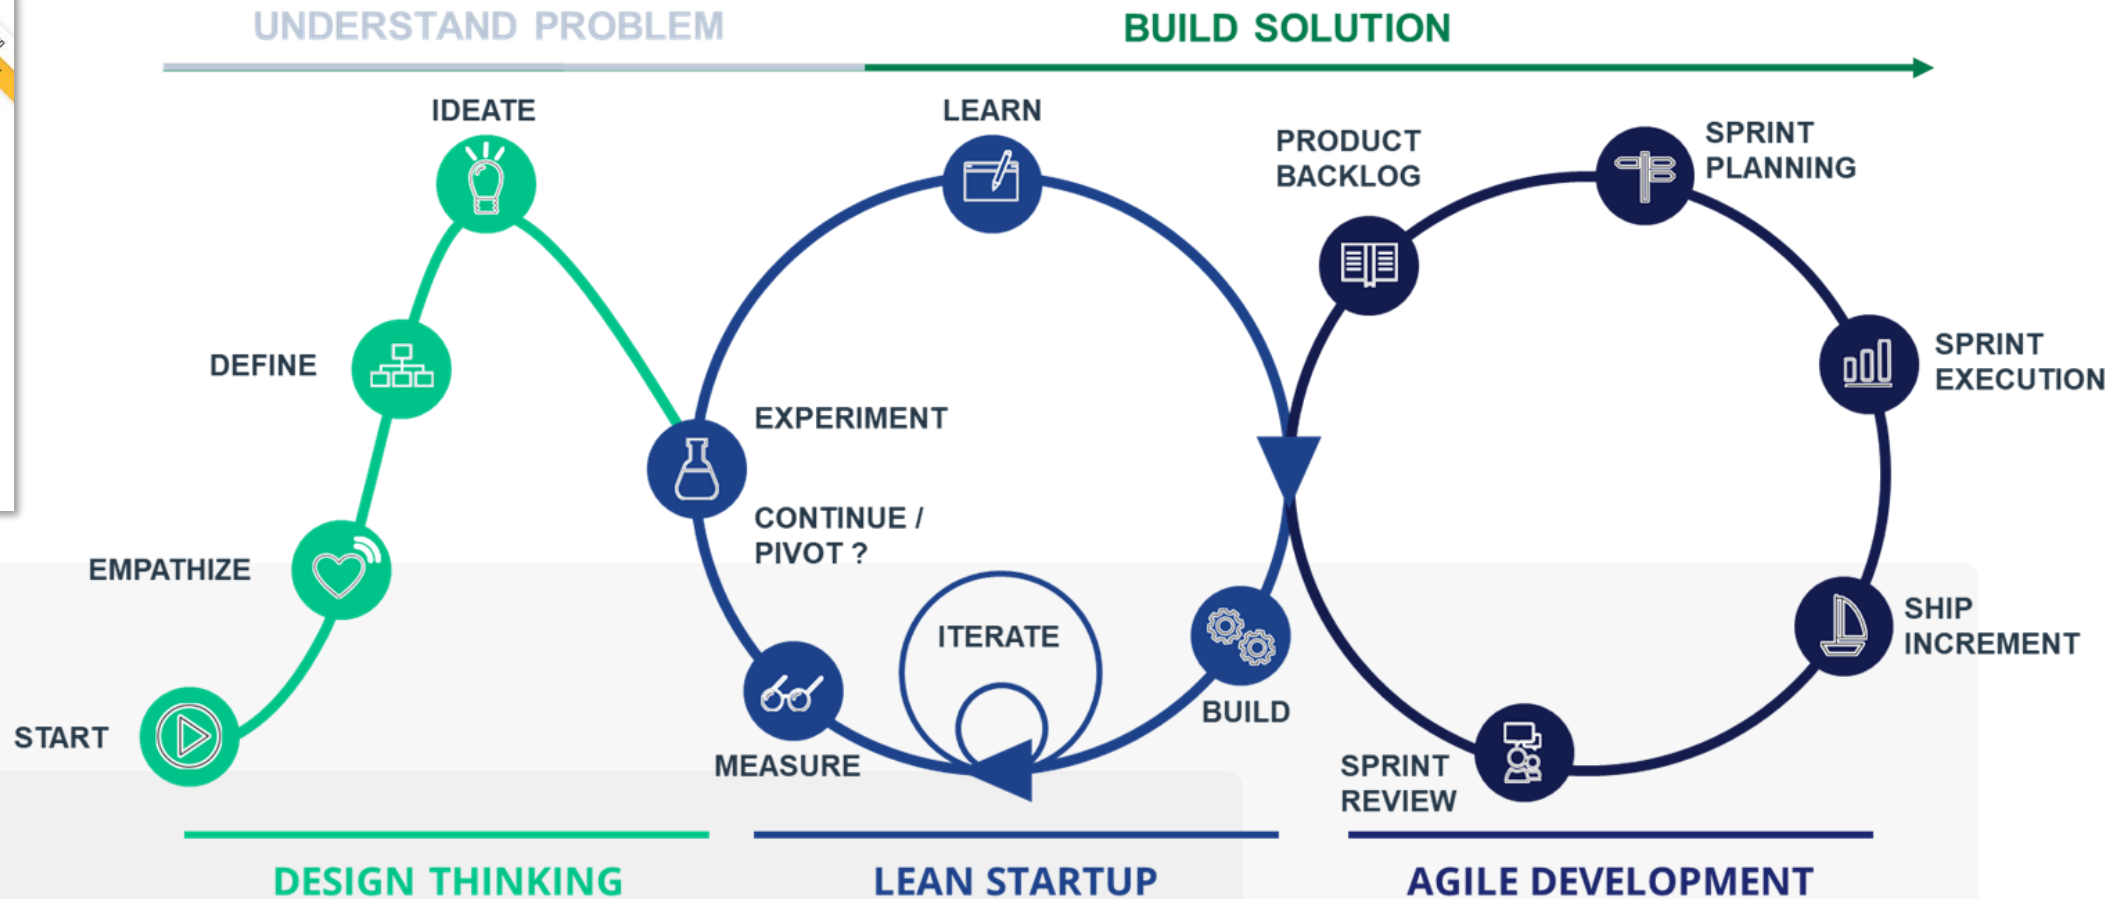 UNDERSTAND PROBLEM
BUILD SOLUTION
IDEATE
LEARN
PRODUCT
BACKLOG
SPRINT
PLANNING
DEFINE
EXPERIMENT
SPRINT
EXECUTION
CONTINUE /
PIVOT ?
EMPATHIZE
ITERATE
SHIP
INCREMENT
START
BUILD
MEASURE
SPRINT
REVIEW
DESIGN THINKING
LEAN STARTUP
AGILE DEVELOPMENT